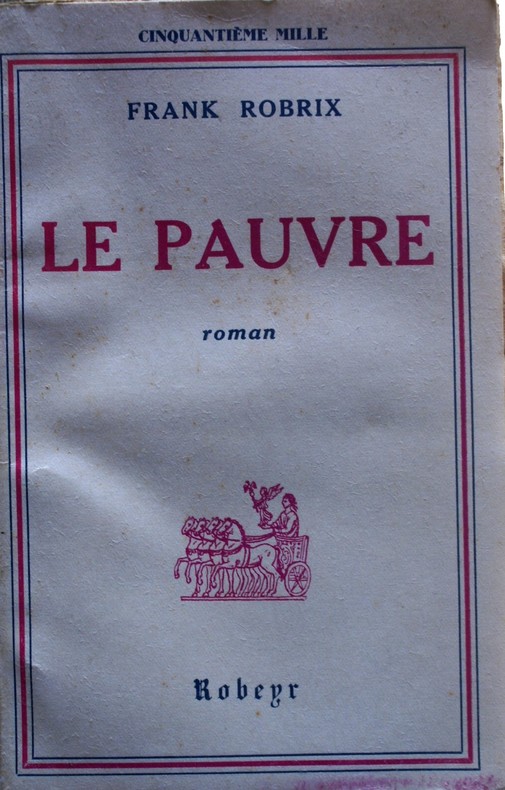 CINQUANTIÈME MILLE
FRANK ROBRIX
LE PAUVRE
roman
Robeyr